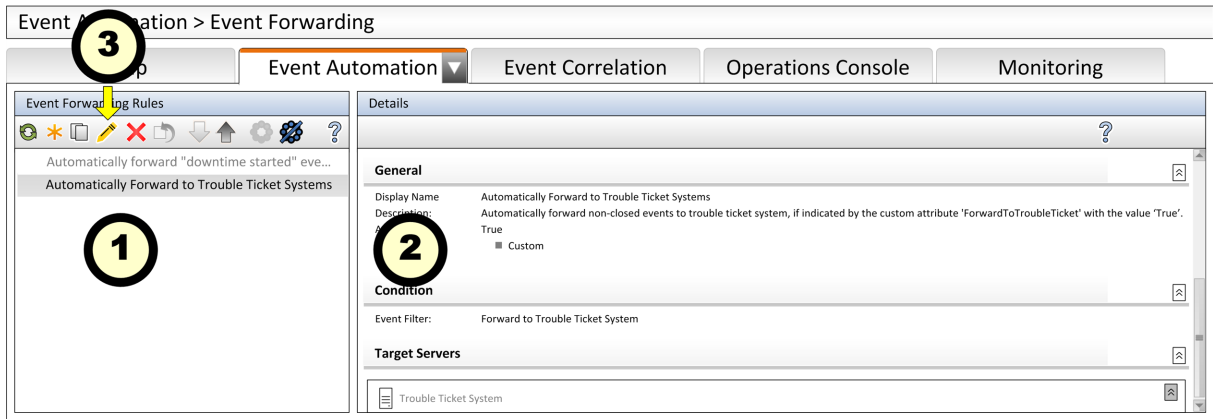 Event A ation > Event Forwarding
3
p
Event Automation
Event Correlation
Operations Console
Monitoring
Event Forwarding Rules
Details
?
?
Automatically forward "downtime started" eve...
Automatically Forward to Trouble Ticket Systems
1
General
Display Name Automatically Forward to Trouble Ticket Systems
Description: Automatically forward non-closed events to trouble ticket system, if indicated by the custom attribute 'ForwardToTroubleTicket' with the value 'True'.
True
Custom
2
Condition
Event Filter: Forward to Trouble Ticket System
Target Servers
Trouble Ticket System